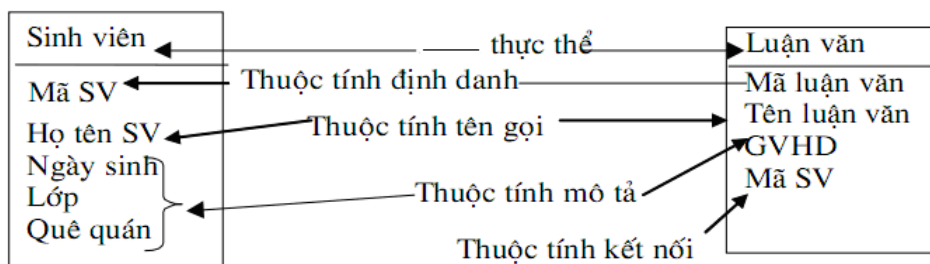 Sinh viên
thực thể
Luận văn
Mã SV
Thuộc tính định danh
Mã luận văn
Họ tên SV
Thuộc tính tên gọi
Tên luận văn
Ngày sinh
GVHD
Lớp
Thuộc tính mô tả
Mã SV
Quê quán
Thuộc tính kết nối